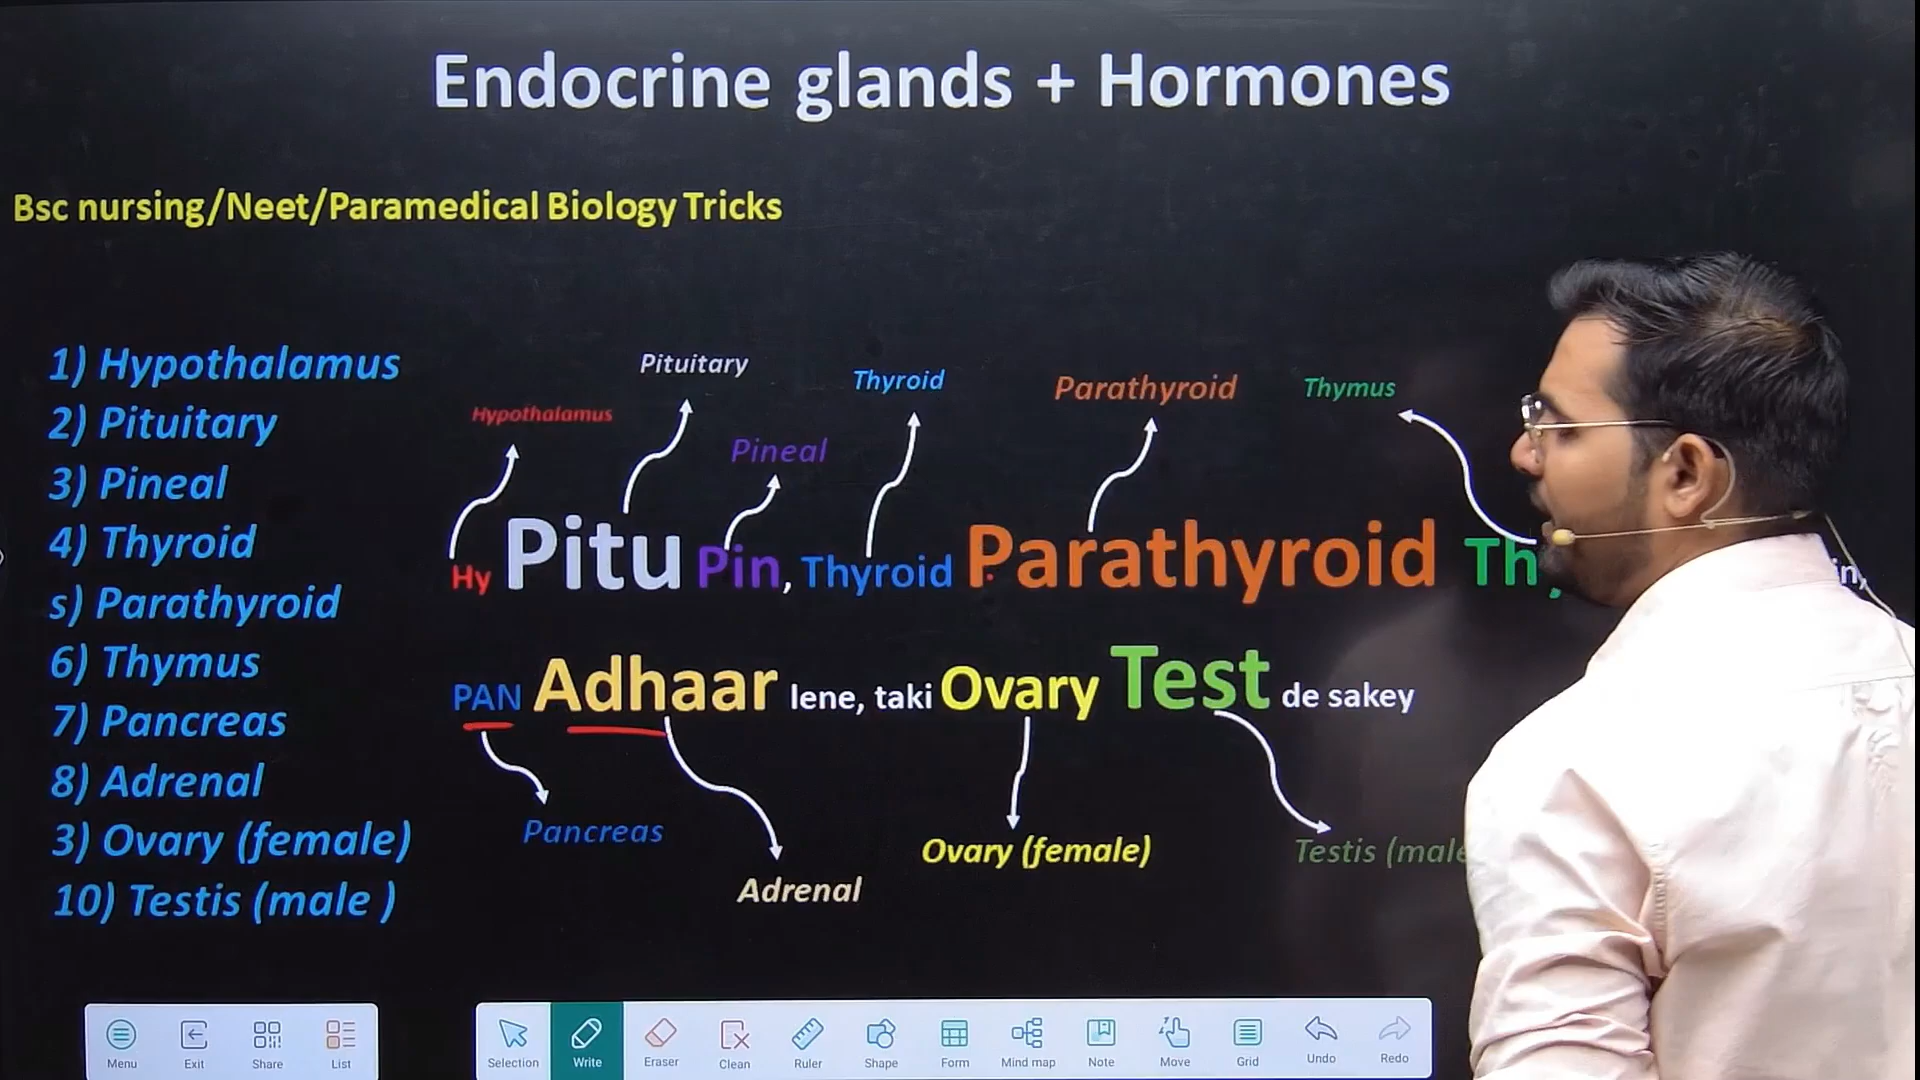 Endocrine glands + Hormones
Bsc nursing/Neet/Paramedical Biology Tricks
1) Hypothalamus
2) Pituitary
3) Pineal
4) Thyroid
s) Parathyroid
6) Thymus
7) Pancreas
8) Adrenal
3) Ovary (female)
10) Testis (male )
Pituitary
Thyroid
Parathyroid
Thymus
Hypothalamus
Pineal
Hy Pitu Pin, Thyroid Parathyroid
PAN Adhaar lene, taki Ovary Test de sakey
Pancreas
Adrenal
Ovary (female)
Testis
Menu Exit Share List Selection Write Eraser Clean Ruler Shape Form Mind map Note Move Grid Undo Redo